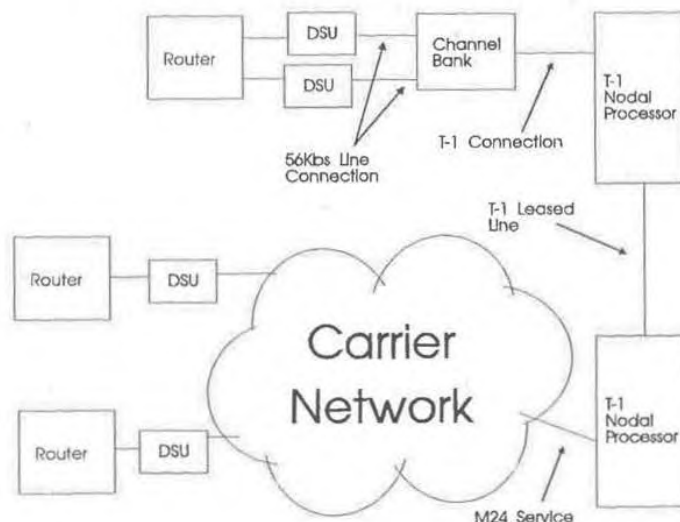 DSU
Channel
Bank
Router
DSU
T-1
Nodal
Processor
56Kbs Line
Connection
T-1 Connection
T-1 Leased
Line
Router
DSU
Carrier
Network
T-1
Nodal
Processor
Router
DSU
M24 Service